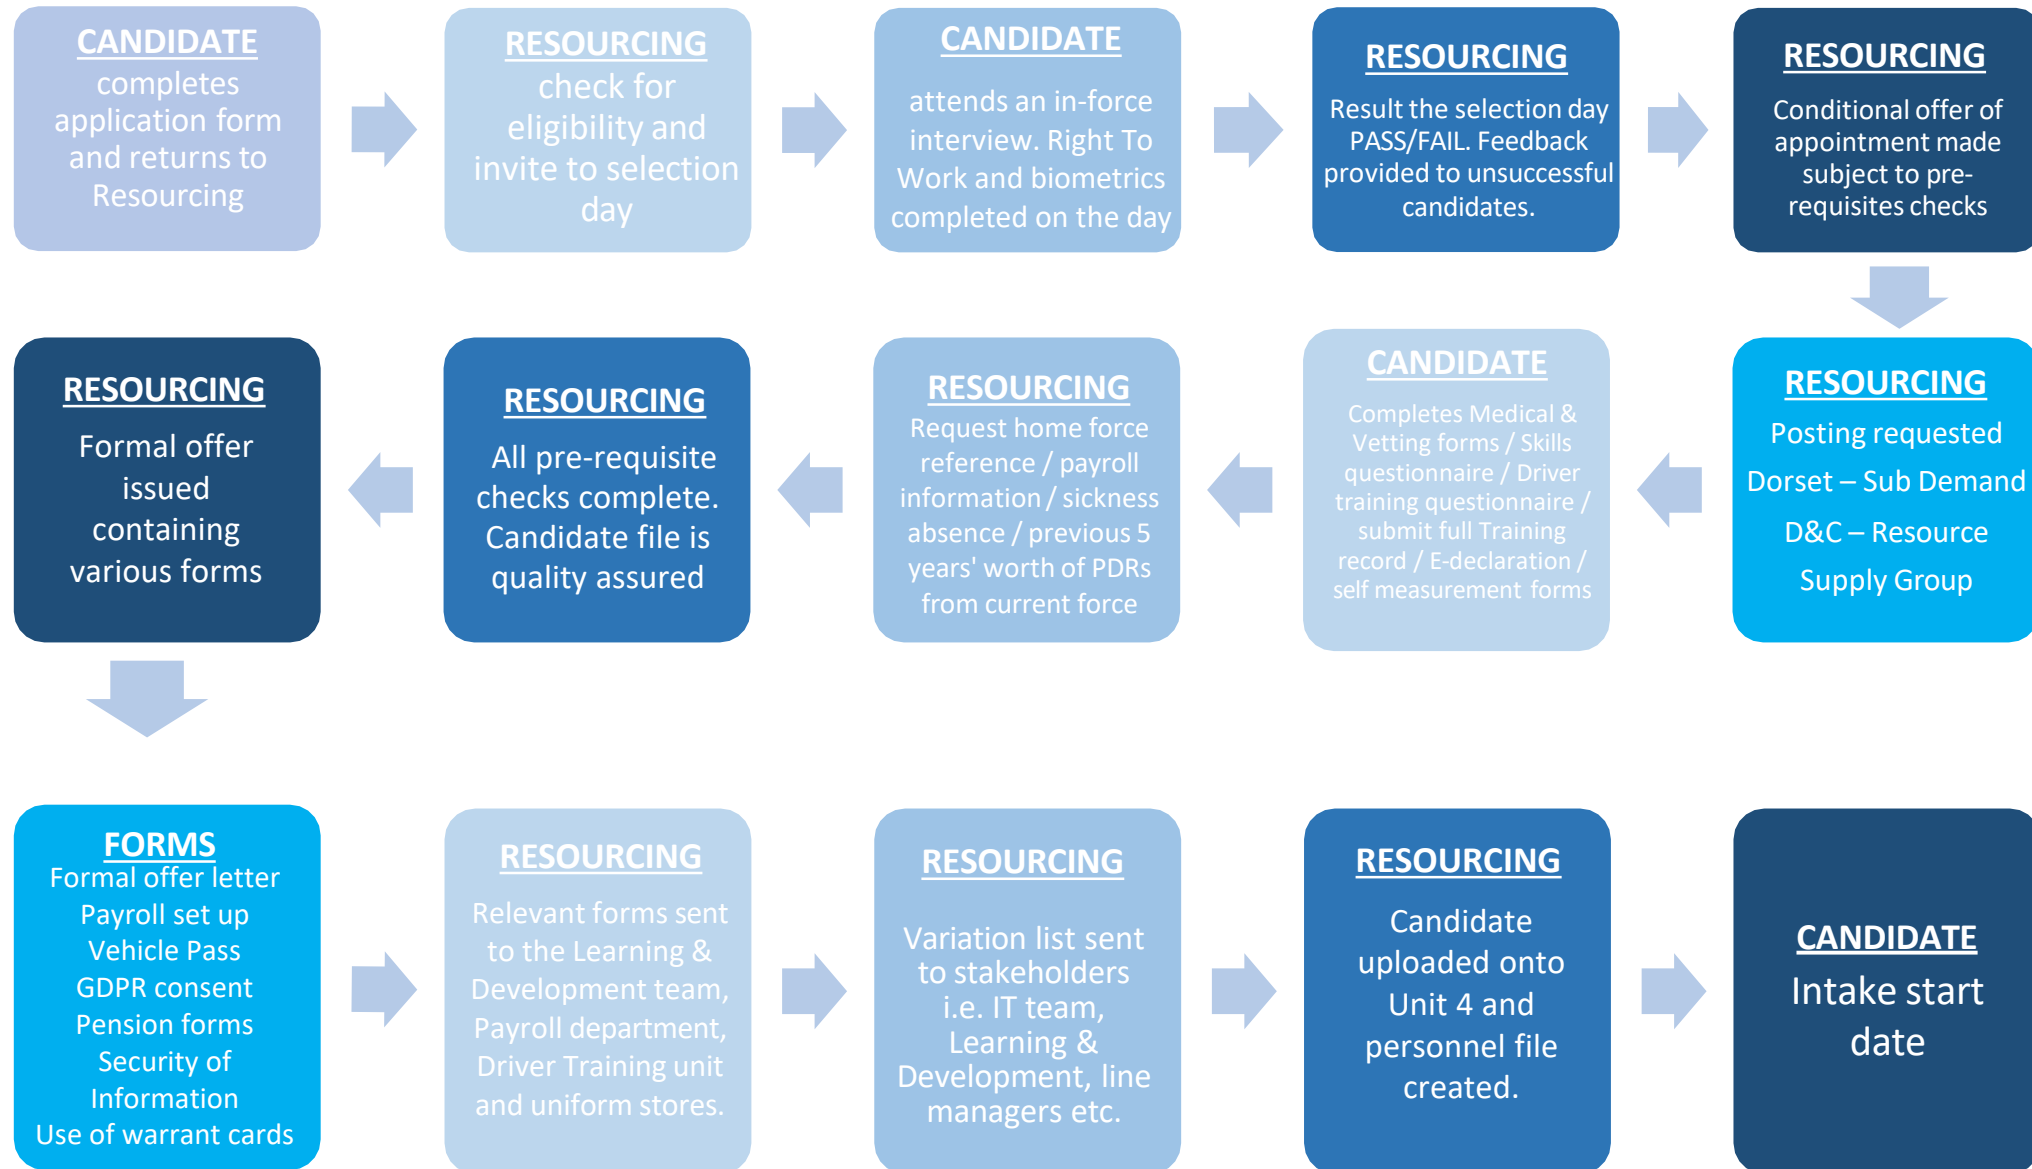 CANDIDATE
completes
application form
and returns to
Resourcing
RESOURCING
check for
eligibility and
invite to selection
day
CANDIDATE
attends an in-force
interview. Right To
Work and biometrics
completed on the day
RESOURCING
Result the selection day
PASS/FAIL. Feedback
provided to unsuccessful
candidates.
RESOURCING
Conditional offer of
appointment made
subject to pre-
requisites checks
RESOURCING
Posting requested
Dorset – Sub Demand
D&C – Resource
Supply Group
CANDIDATE
Completes Medical &
Vetting forms / Skills
questionnaire / Driver
training questionnaire /
submit full Training
record / E-declaration /
self measurement forms
RESOURCING
Request home force
reference / payroll
information / sickness
absence / previous 5
years' worth of PDRs
from current force
RESOURCING
All pre-requisite
checks complete.
Candidate file is
quality assured
RESOURCING
Formal offer
issued
containing
various forms
FORMS
Formal offer letter
Payroll set up
Vehicle Pass
GDPR consent
Pension forms
Security of
Information
Use of warrant cards
RESOURCING
Relevant forms sent
to the Learning &
Development team,
Payroll department,
Driver Training unit
and uniform stores.
RESOURCING
Variation list sent
to stakeholders
i.e. IT team,
Learning &
Development, line
managers etc.
RESOURCING
Candidate
uploaded onto
Unit 4 and
personnel file
created.
CANDIDATE
Intake start
date